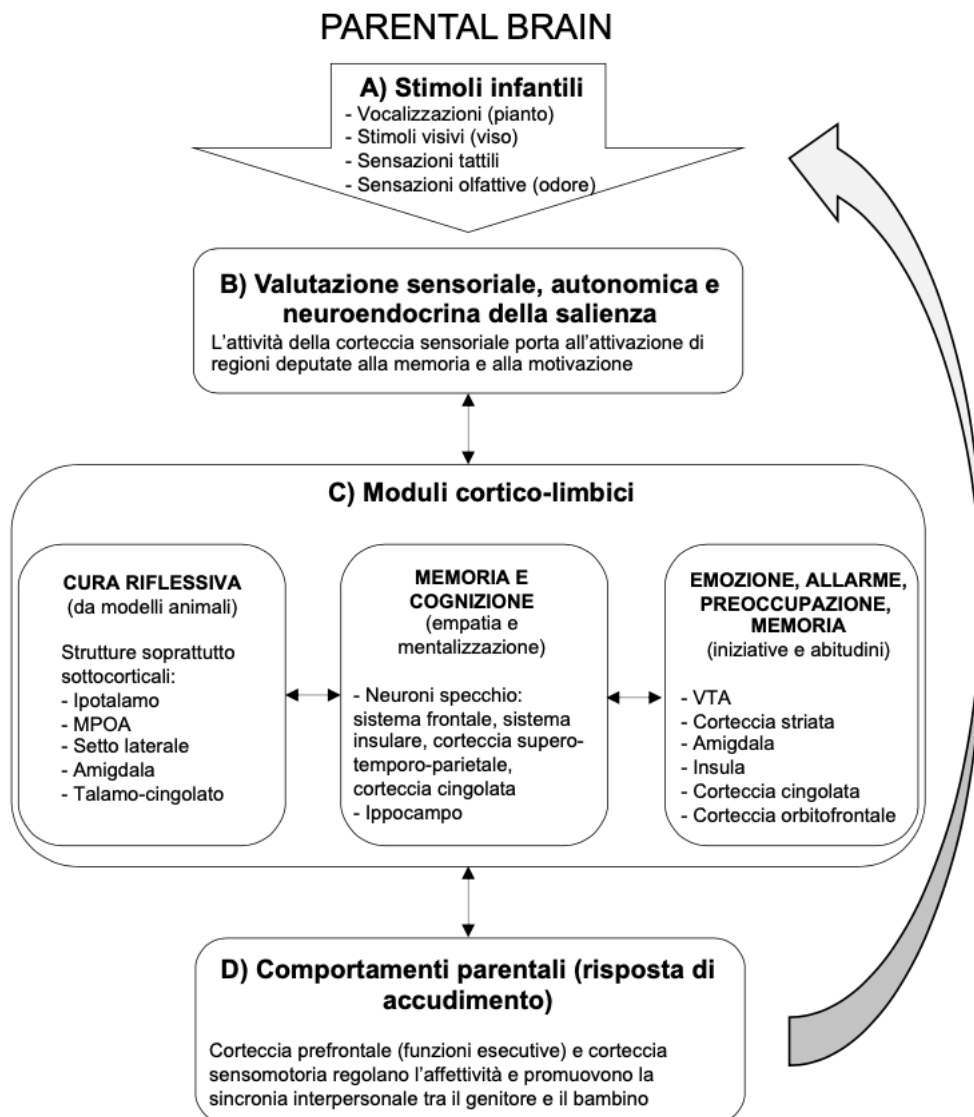 PARENTAL BRAIN
A) Stimoli infantili
- Vocalizzazioni (pianto)
- Stimoli visivi (viso)
- Sensazioni tattili
- Sensazioni olfattive (odore)
B) Valutazione sensoriale, autonomica e
neuroendocrina della salienza
L'attività della corteccia sensoriale porta all'attivazione di
regioni deputate alla memoria e alla motivazione
C) Moduli cortico-limbici
CURA RIFLESSIVA
(da modelli animali)
Strutture soprattutto
sottocorticali:
- Ipotalamo
- MPOA
- Setto laterale
- Amigdala
- Talamo-cingolato
MEMORIA E
COGNIZIONE
(empatia e
mentalizzazione)
- Neuroni specchio:
sistema frontale, sistema
insulare, corteccia supero-
temporo-parietale,
corteccia cingolata
- Ippocampo
EMOZIONE, ALLARME,
PREOCCUPAZIONE,
MEMORIA
(iniziative e abitudini)
- VTA
- Corteccia striata
- Amigdala
- Insula
- Corteccia cingolata
- Corteccia orbitofrontale
D) Comportamenti parentali (risposta di
accudimento)
Corteccia prefrontale (funzioni esecutive) e corteccia
sensomotoria regolano l'affettività e promuovono la
sincronia interpersonale tra il genitore e il bambino